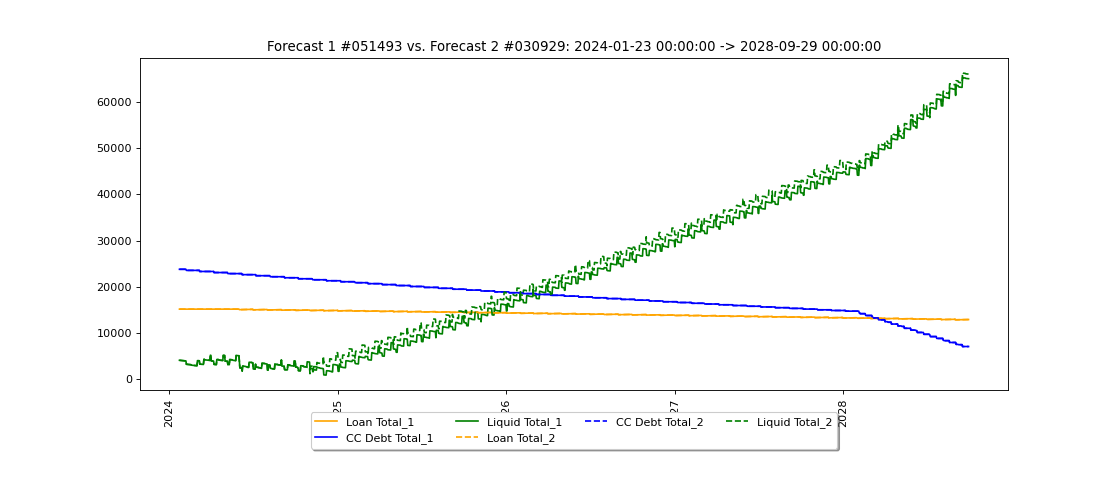 Forecast 1 #051493 vs. Forecast 2 #030929: 2024-01-23 00:00:00 -> 2028-09-29 00:00:00
60000
50000
40000
30000
20000
10000
0
2024
25
26
27
2028
Loan Total_1
CC Debt Total_1
Liquid Total_1
Loan Total_2
CC Debt Total_2
Liquid Total_2